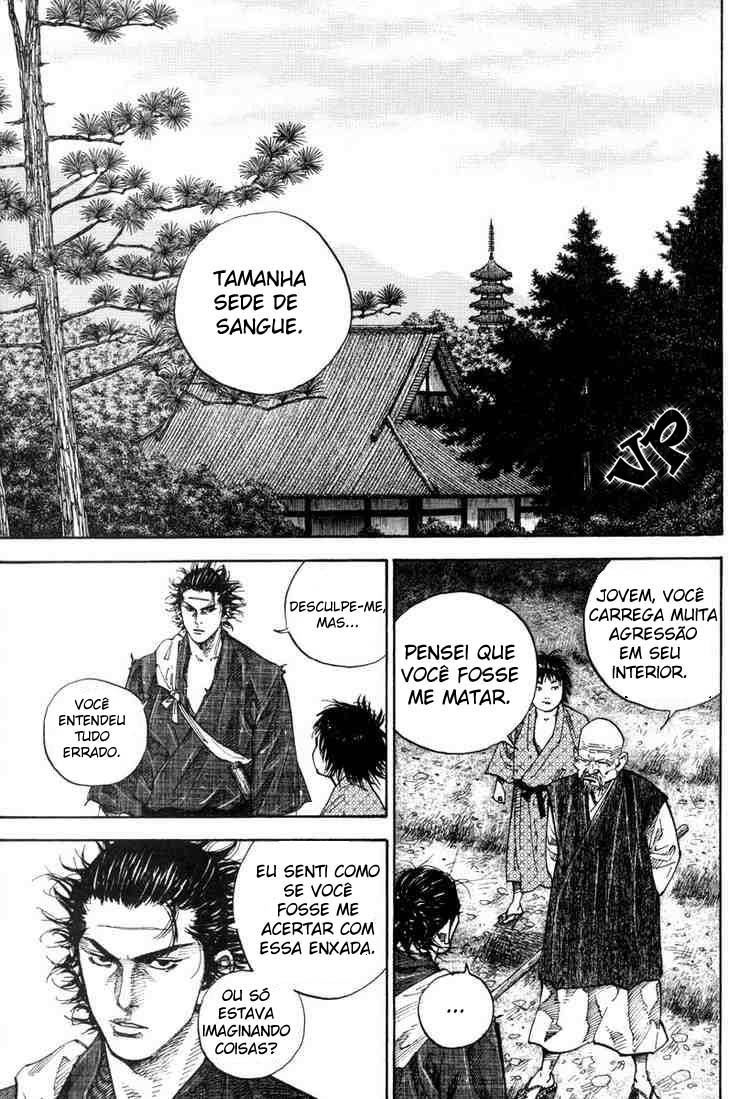 TAMANHA
SEDE DE
SANGUE.
VP
JOVEM, VOCÊ
CARREGA MUITA
AGRESSÃO
EM SEU
INTERIOR.
PENSEI QUE
VOCÊ FOSSE
ME MATAR.
...
DESCULPE-ME,
MAS...
VOCÊ
ENTENDEU
TUDO
ERRADO.
EU SENTI COMO
SE VOCÊ
FOSSE ME
ACERTAR COM
ESSA ENXADA.
OU SÓ
ESTAVA
IMAGINANDO
COISAS?